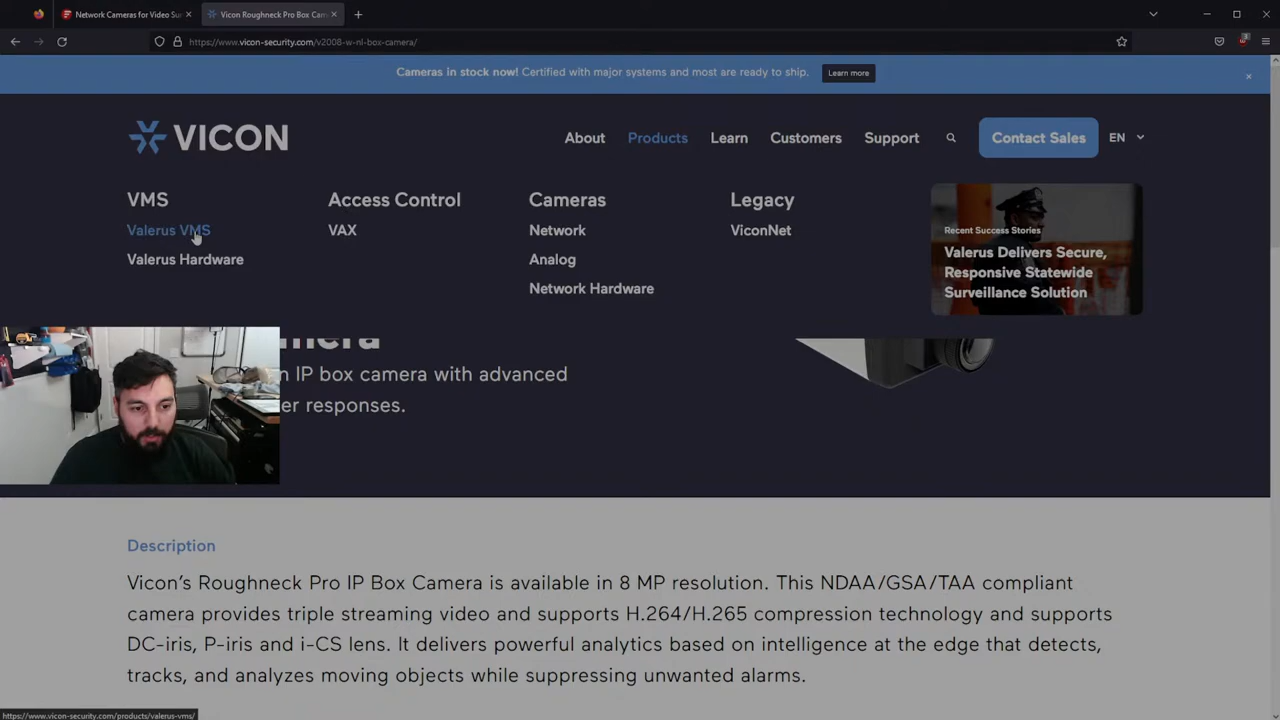 Network Cameras for Video Su
Vicon Roughneck Pro Box Cam
https://www.vicon-security.com/v2008-w-nl-box-camera/
Cameras in stock now! Certified with major systems and most are ready to ship.
Learn more
VICON
About
Products
Learn
Customers
Support
Contact Sales
EN
VMS
Valerus VMS
Valerus Hardware
Access Control
VAX
Cameras
Network
Analog
Network Hardware
Legacy
ViconNet
Recent Success Stories
Valerus Delivers Secure,
Responsive Statewide
Surveillance Solution
IP box camera with advanced
er responses.
Description
Vicon's Roughneck Pro IP Box Camera is available in 8 MP resolution. This NDAA/GSA/TAA compliant
camera provides triple streaming video and supports H.264/H.265 compression technology and supports
DC-iris, P-iris and i-CS lens. It delivers powerful analytics based on intelligence at the edge that detects,
tracks, and analyzes moving objects while suppressing unwanted alarms.
https://www.vicon-security.com/products/valerus-vms/